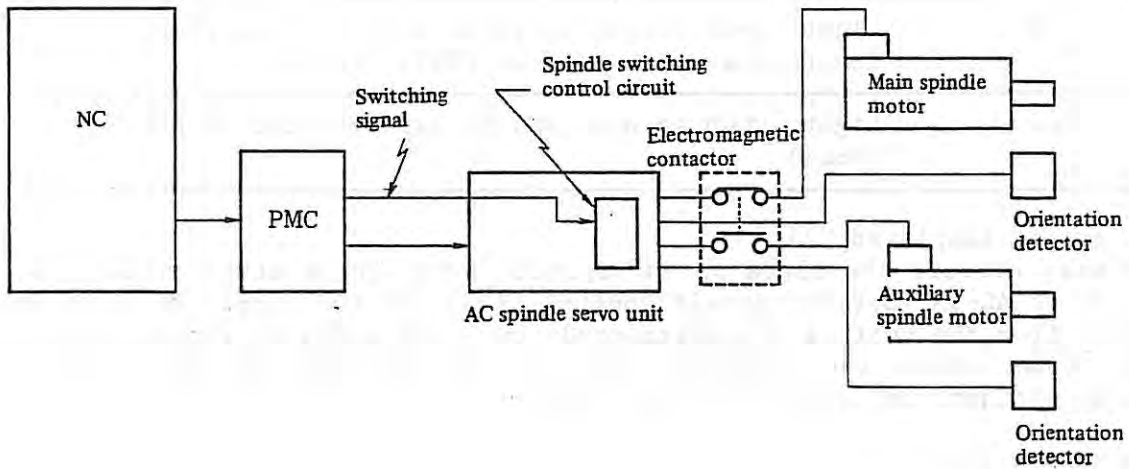 NC
PMC
Switching
signal
Spindle switching
control circuit
AC spindle servo unit
Electromagnetic
contactor
Main spindle
motor
Orientation
detector
Auxiliary
spindle motor
Orientation
detector